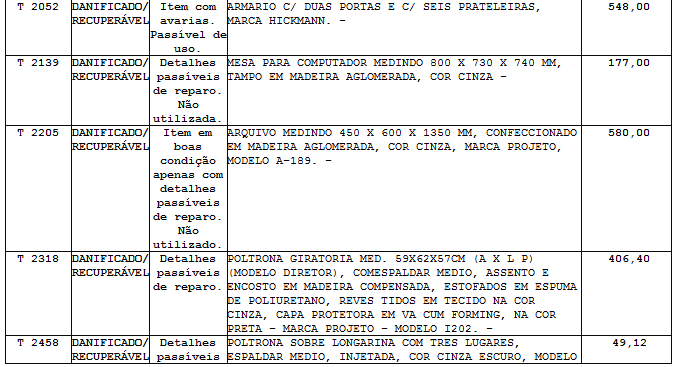 T 2052 DANIFICADO/ Item com ARMARIO C/ DUAS PORTAS E C/ SEIS PRATELEIRAS, 548,00
RECUPERÁVEL avarias. MARCA HICKMANN. –
Passível de
uso.
T 2139 DANIFICADO/ Detalhes MESA PARA COMPUTADOR MEDINDO 800 X 730 X 740 MM, 177,00
RECUPERÁVEL passíveis TAMPO EM MADEIRA AGLOMERADA, COR CINZA –
de reparo.
Não
utilizada.
T 2205 DANIFICADO/ Item em ARQUIVO MEDINDO 450 X 600 X 1350 MM, CONFECCIONADO 580,00
RECUPERÁVEL boas EM MADEIRA AGLOMERADA, COR CINZA, MARCA PROJETO,
condição MODELO A-189. –
apenas com
detalhes
passíveis
de reparo.
Não
utilizado.
T 2318 DANIFICADO/ Detalhes POLTRONA GIRATORIA MED. 59X62X57CM (A X L P) 406,40
RECUPERÁVEL passíveis (MODELO DIRETOR), COMESPALDAR MEDIO, ASSENTO E
de reparo. ENCOSTO EM MADEIRA COMPENSADA, ESTOFADOS EM ESPUMA
DE POLIURETANO, REVES TIDOS EM TECIDO NA COR
CINZA, CAPA PROTETORA EM VA CUM FORMING, NA COR
PRETA – MARCA PROJETO – MODELO I202. –
T 2458 DANIFICADO/ Detalhes POLTRONA SOBRE LONGARINA COM TRES LUGARES, 49,12
RECUPERÁVEL passíveis ESPALDAR MEDIO, INJETADA, COR CINZA ESCURO, MODELO